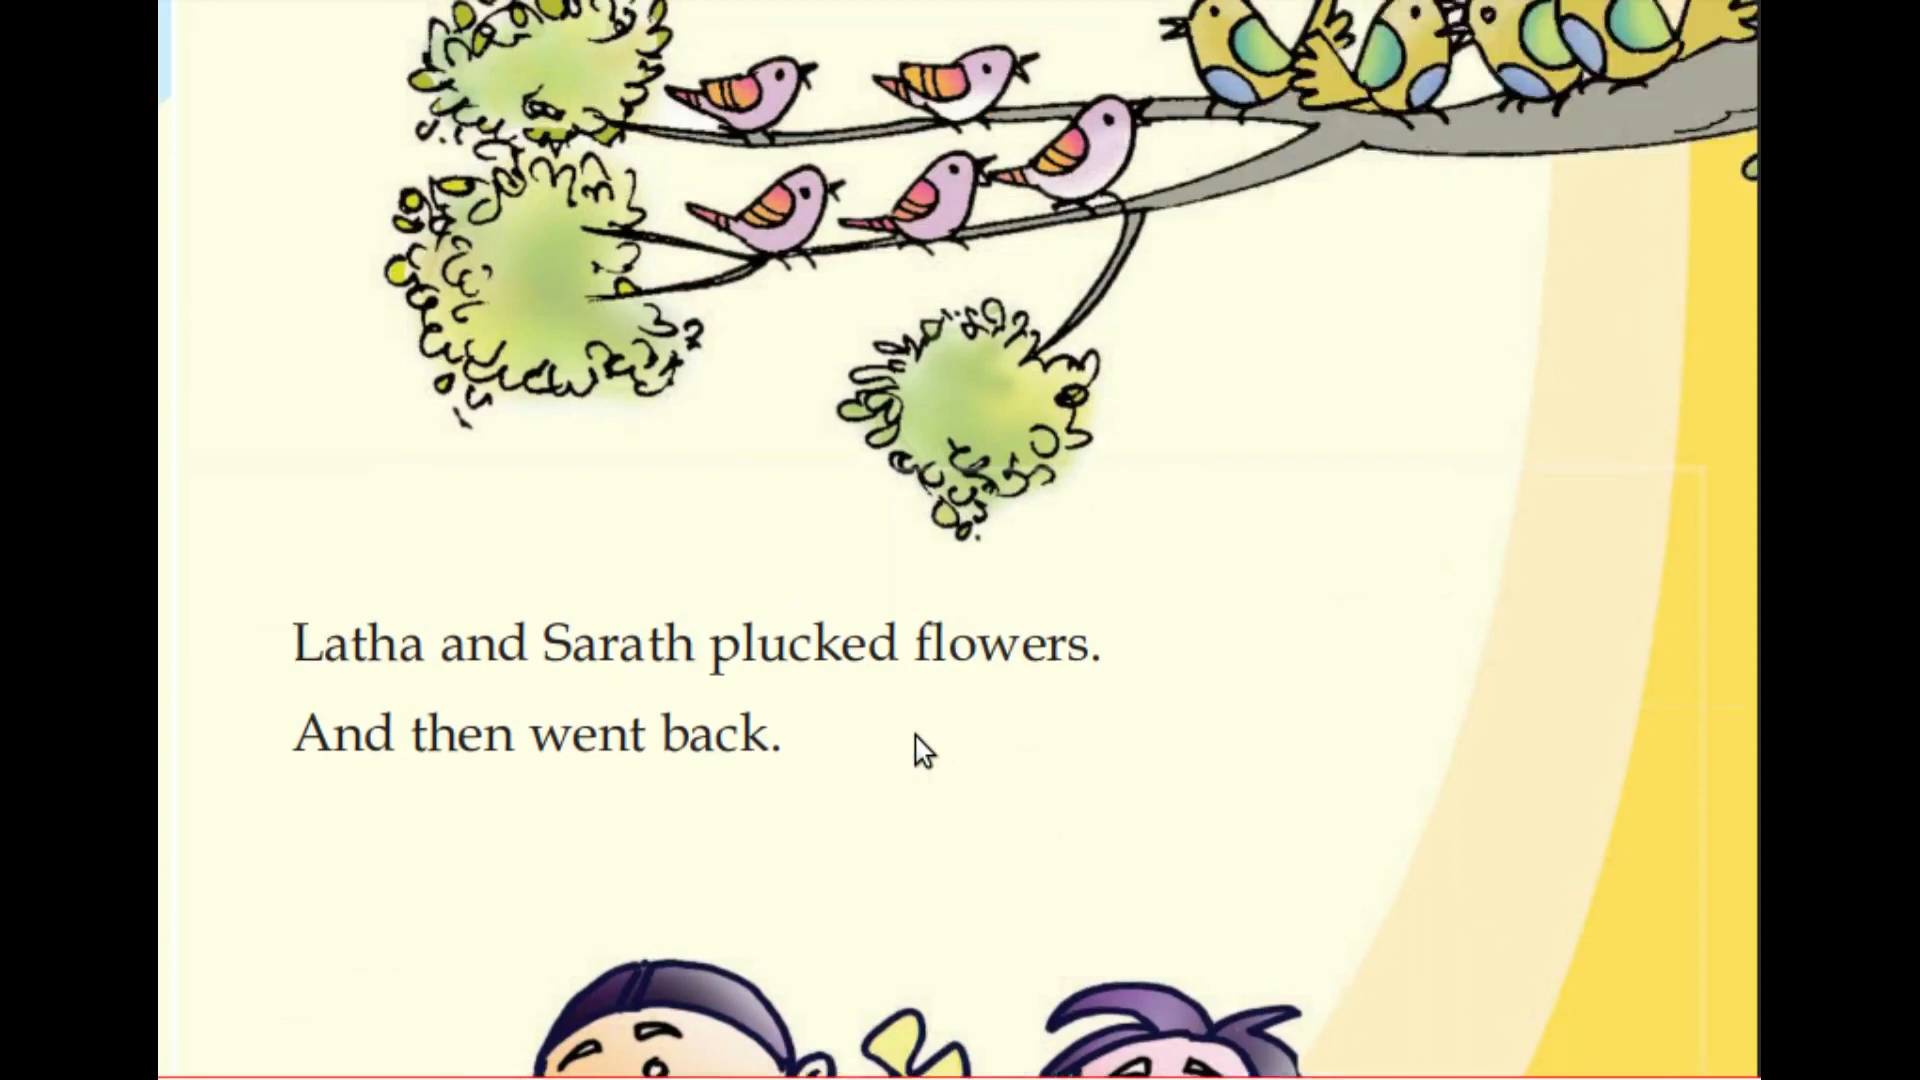 Latha and Sarath plucked flowers.
And then went back.